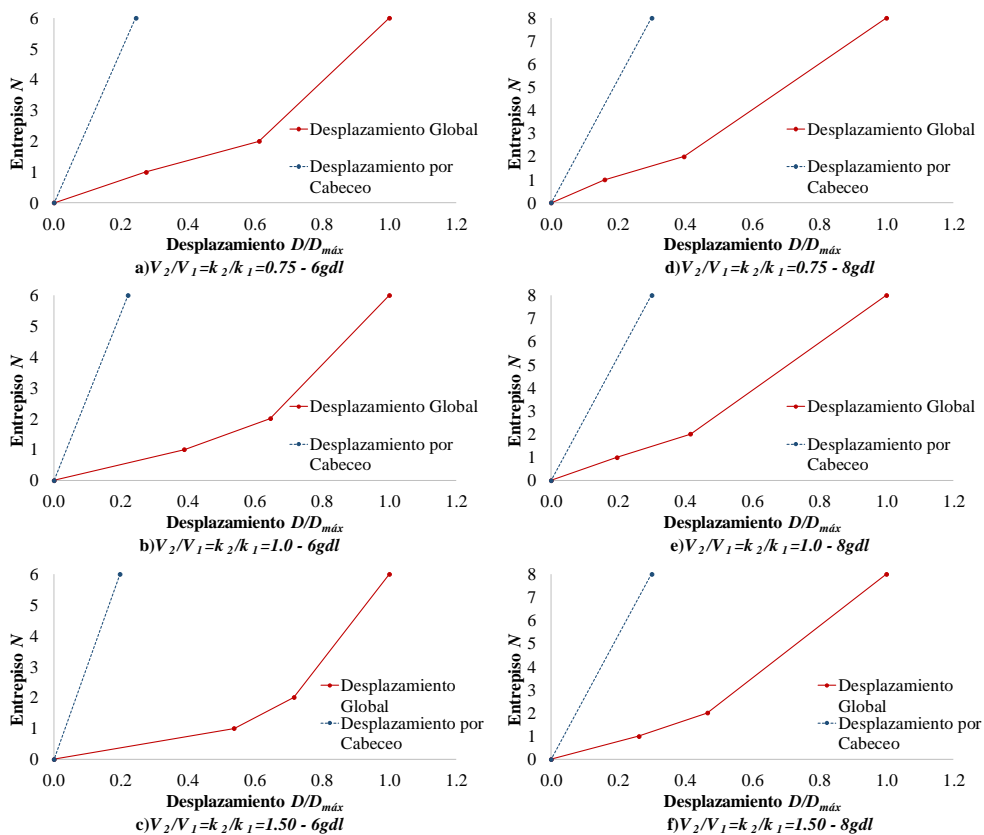 6
5
4
3
2
1
0
Entrepiso N
Desplazamiento Global
Desplazamiento por
Cabeceo
0.0 0.2 0.4 0.6 0.8 1.0 1.2
Desplazamiento D/Dmáx
a)V2/V1=k2/k1=0.75 - 6gdl
8
7
6
5
4
3
2
1
0
Entrepiso N
Desplazamiento Global
Desplazamiento por
Cabeceo
0.0 0.2 0.4 0.6 0.8 1.0 1.2
Desplazamiento D/Dmáx
d)V2/V1=k2/k1=0.75 - 8gdl
6
5
4
3
2
1
0
Entrepiso N
Desplazamiento Global
Desplazamiento por
Cabeceo
0.0 0.2 0.4 0.6 0.8 1.0 1.2
Desplazamiento D/Dmáx
b)V2/V1=k2/k1=1.0 - 6gdl
8
7
6
5
4
3
2
1
0
Entrepiso N
Desplazamiento Global
Desplazamiento por
Cabeceo
0.0 0.2 0.4 0.6 0.8 1.0 1.2
Desplazamiento D/Dmáx
e)V2/V1=k2/k1=1.0 - 8gdl
6
5
4
3
2
1
0
Entrepiso N
Desplazamiento
Global
Desplazamiento por
Cabeceo
0.0 0.2 0.4 0.6 0.8 1.0 1.2
Desplazamiento D/Dmáx
c)V2/V1=k2/k1=1.50 - 6gdl
8
7
6
5
4
3
2
1
0
Entrepiso N
Desplazamiento
Global
Desplazamiento por
Cabeceo
0.0 0.2 0.4 0.6 0.8 1.0 1.2
Desplazamiento D/Dmáx
f)V2/V1=k2/k1=1.50 - 8gdl